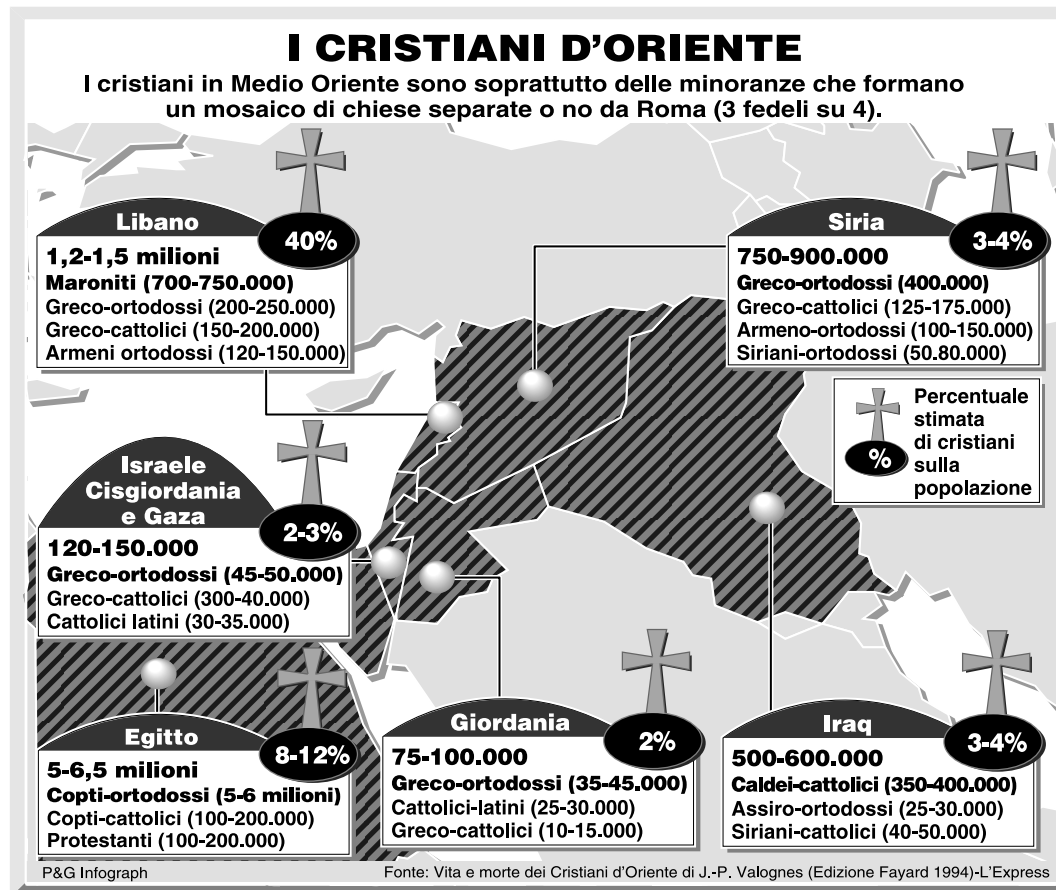 I CRISTIANI D'ORIENTE
I cristiani in Medio Oriente sono soprattutto delle minoranze che formano
un mosaico di chiese separate o no da Roma (3 fedeli su 4).
Libano
40%
1,2-1,5 milioni
Maroniti (700-750.000)
Greco-ortodossi (200-250.000)
Greco-cattolici (150-200.000)
Armeni ortodossi (120-150.000)
Siria
3-4%
750-900.000
Greco-ortodossi (400.000)
Greco-cattolici (125-175.000)
Armeno-ortodossi (100-150.000)
Siriani-ortodossi (50.80.000)
%
Percentuale
stimata
di cristiani
sulla
popolazione
Israele
Cisgiordania
e Gaza
2-3%
120-150.000
Greco-ortodossi (45-50.000)
Greco-cattolici (300-40.000)
Cattolici latini (30-35.000)
Egitto
8-12%
5-6,5 milioni
Copti-ortodossi (5-6 milioni)
Copti-cattolici (100-200.000)
Protestanti (100-200.000)
Giordania
2%
75-100.000
Greco-ortodossi (35-45.000)
Cattolici-latini (25-30.000)
Greco-cattolici (10-15.000)
Iraq
3-4%
500-600.000
Caldei-cattolici (350-400.000)
Assiro-ortodossi (25-30.000)
Siriani-cattolici (40-50.000)
P&G Infograph
Fonte: Vita e morte dei Cristiani d'Oriente di J.-P. Valognes (Edizione Fayard 1994)-L'Express